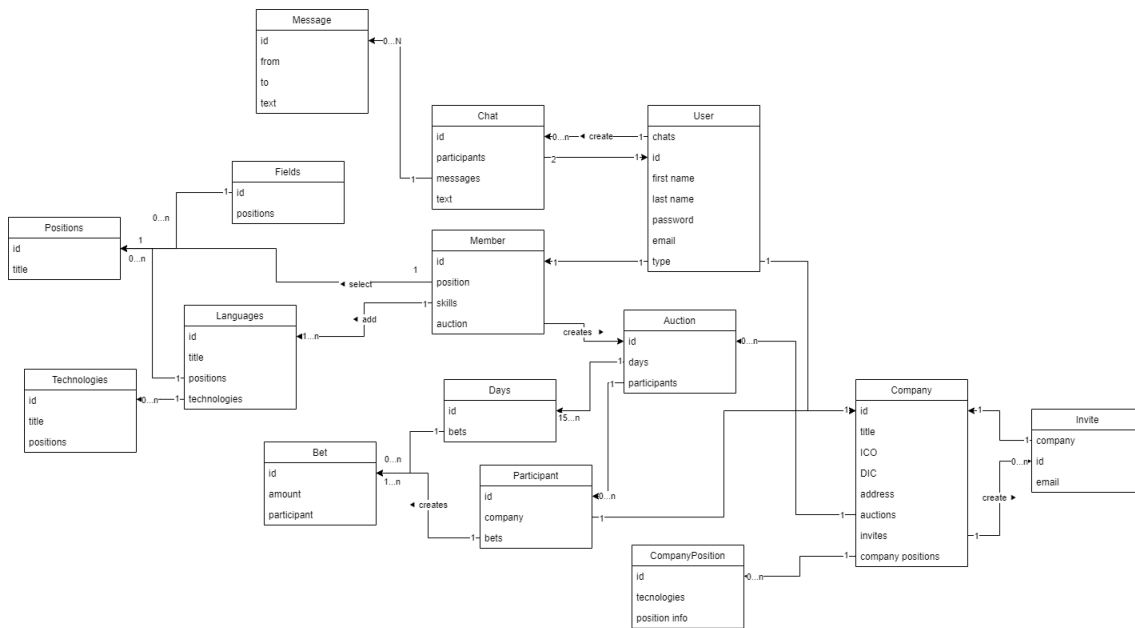 Message
id
from
to
text
0...N
Chat
id
participants
messages
text
1
0...n
◄ create
1
2
1
User
chats
id
first name
last name
password
email
type
Fields
id
positions
1
0...n
Positions
id
title
1
0...n
Member
id
position
skills
auction
1
1
1
◄ select
1
◄ add
1...n
1
creates ►
Languages
id
title
positions
technologies
1
1
0...n
Technologies
id
title
positions
Auction
id
days
participants
0...n
1
1
Days
id
bets
15...n
1
Bet
id
amount
participant
0...n
1...n
◄ creates
Participant
id
company
bets
0...n
1
1
Company
id
title
ICO
DIC
address
auctions
invites
company positions
1
1
1
1
1
Invite
company
id
email
1
0...n
create ►
CompanyPosition
id
tecnologies
position info
0...n